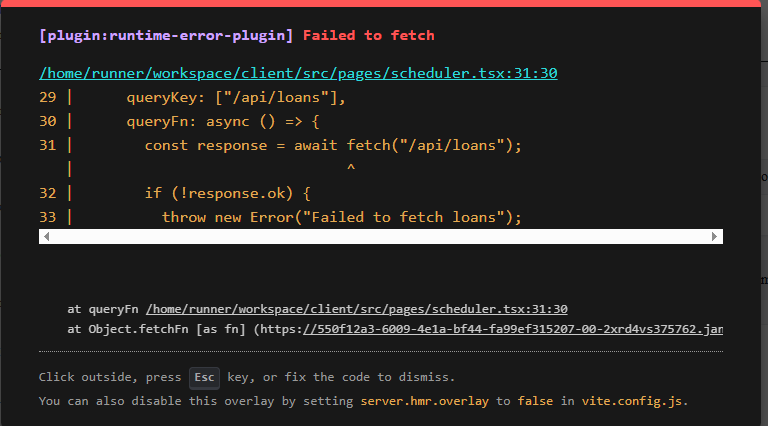 [plugin:runtime-error-plugin] Failed to fetch
/home/runner/workspace/client/src/pages/scheduler.tsx:31:30
29 |      queryKey: ["/api/loans"],
30 |      queryFn: async () => {
31 |        const response = await fetch("/api/loans");
   |                               ^
32 |        if (!response.ok) {
33 |          throw new Error("Failed to fetch loans");
at queryFn /home/runner/workspace/client/src/pages/scheduler.tsx:31:30
at Object.fetchFn [as fn] (https://550f12a3-6009-4e1a-bf44-fa99ef315207-00-2xrd4vs375762.jan
Click outside, press Esc key, or fix the code to dismiss.
You can also disable this overlay by setting server.hmr.overlay to false in vite.config.js.